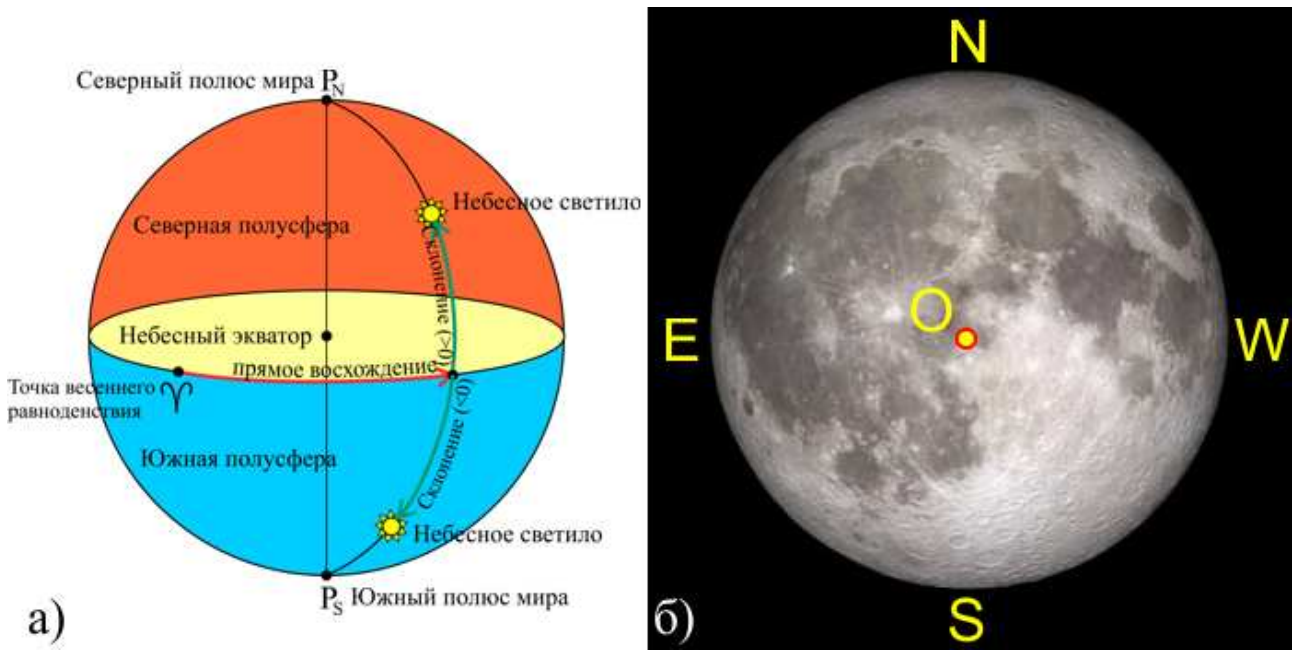 Северный полюс мира P_N
Небесное светило
Северная полусфера
Склонение (>0)
Небесный экватор
прямое восхождение
Точка весеннего
равноденствия
♈
Склонение (<0)
Южная полусфера
Небесное светило
P_S Южный полюс мира
а)
N
O
E
W
S
б)